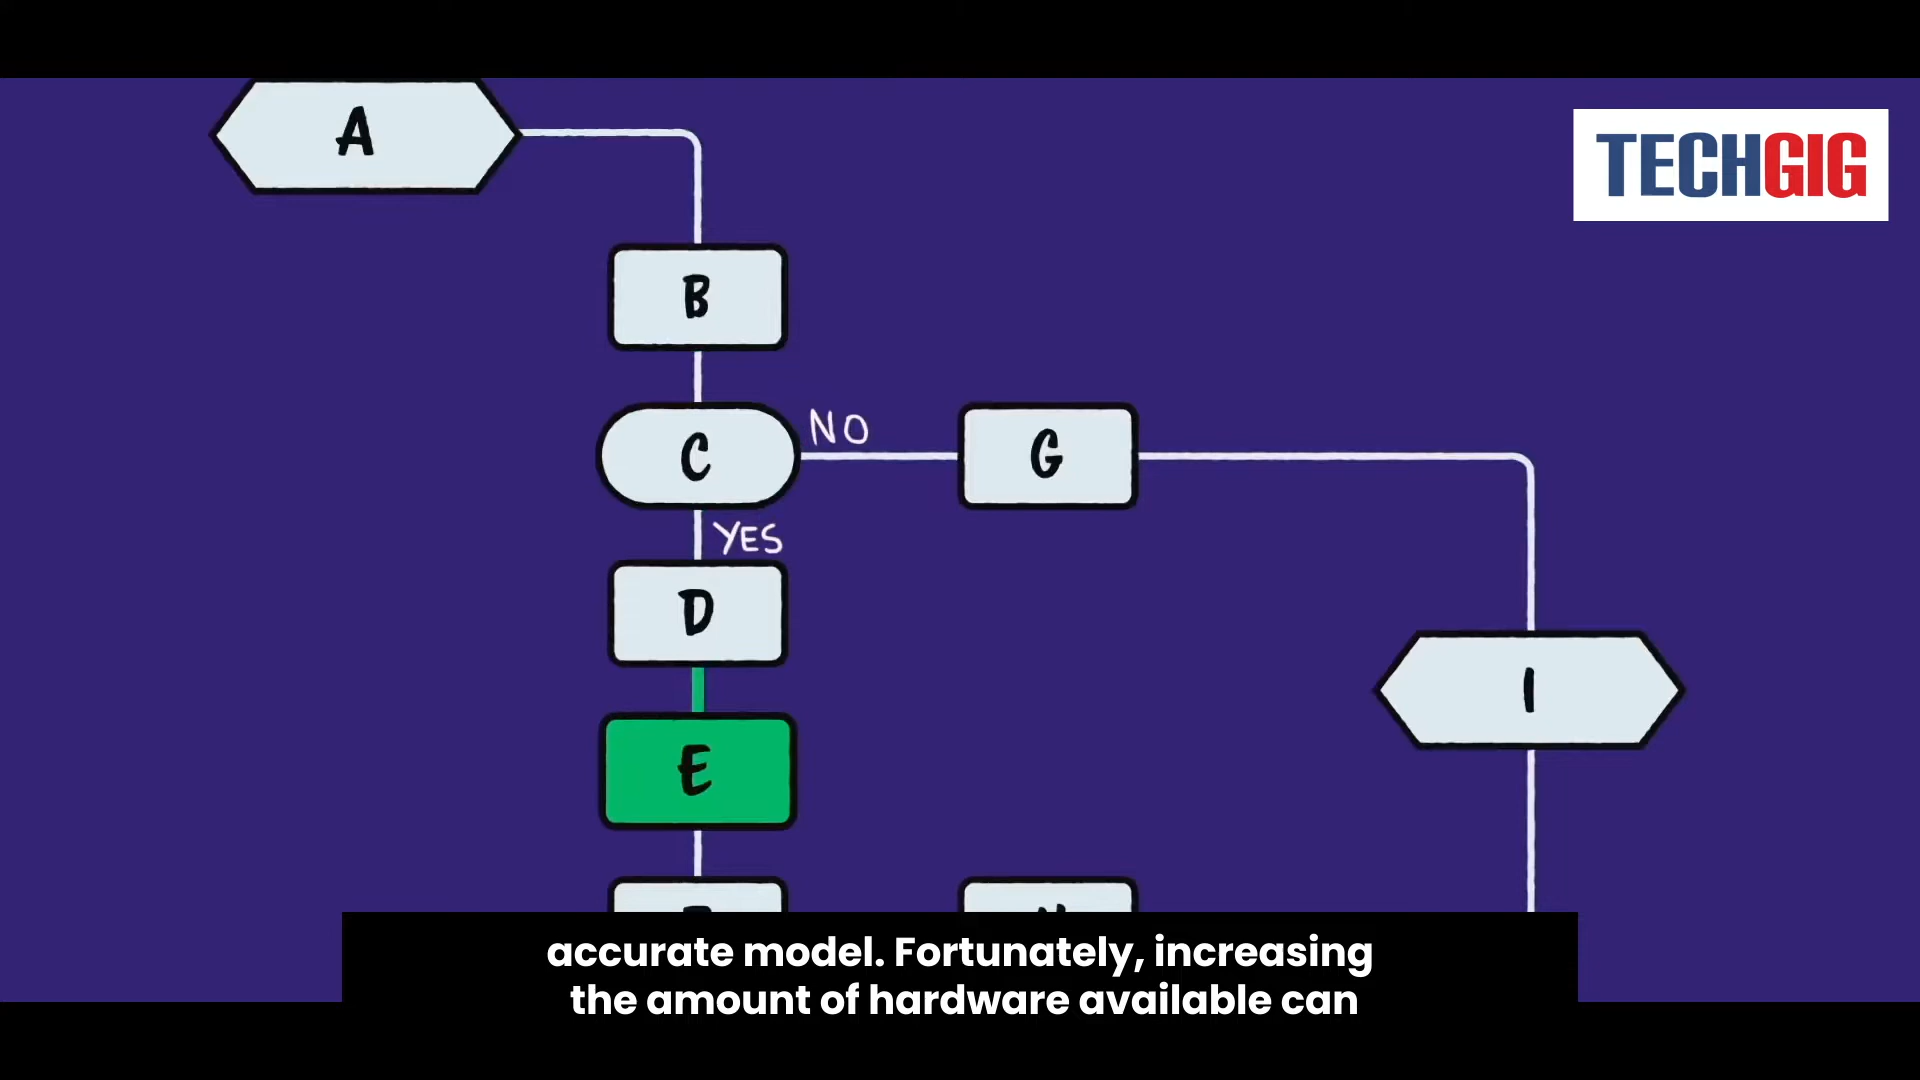 A
TECHGIG
B
C
NO
G
YES
D
I
E
accurate model. Fortunately, increasing
the amount of hardware available can